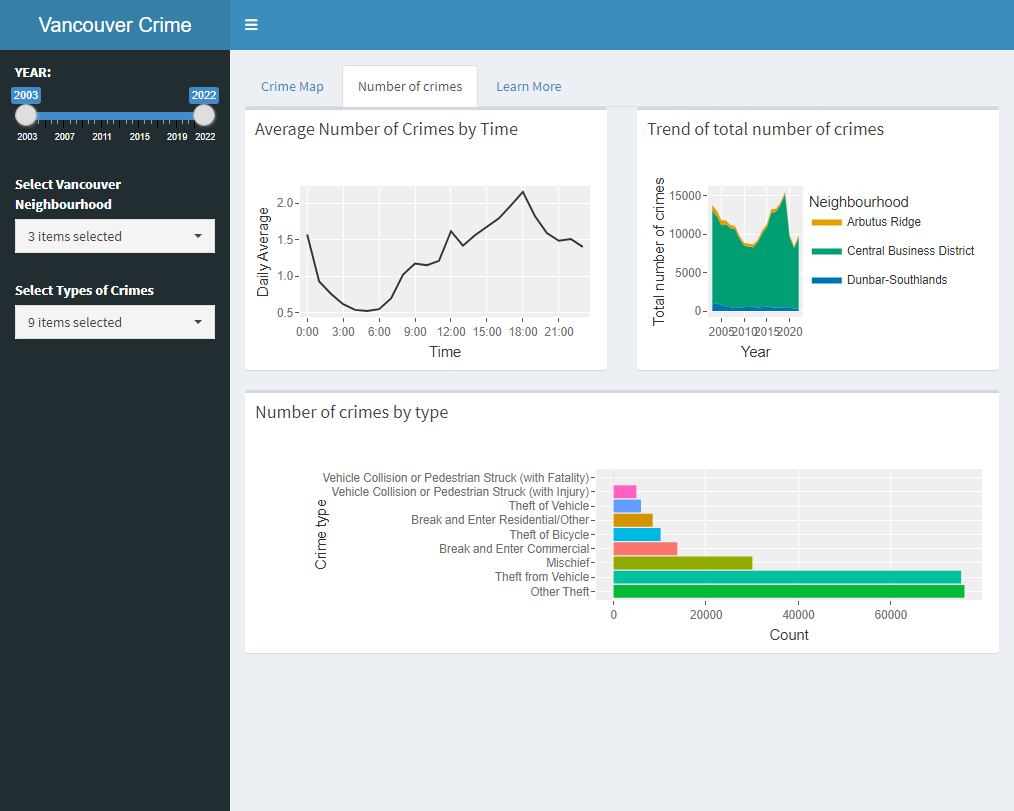 Vancouver Crime
YEAR:
2003 2022
2003 2007 2011 2015 2019 2022
Select Vancouver
Neighbourhood
3 items selected
Select Types of Crimes
9 items selected
Crime Map Number of crimes Learn More
Average Number of Crimes by Time
Daily Average
2.0
1.5
1.0
0.5
0:00 3:00 6:00 9:00 12:00 15:00 18:00 21:00
Time
Trend of total number of crimes
Total number of crimes
15000
10000
5000
0
2005 2010 2015 2020
Year
Neighbourhood
Arbutus Ridge
Central Business District
Dunbar-Southlands
Number of crimes by type
Crime type
Vehicle Collision or Pedestrian Struck (with Fatality)
Vehicle Collision or Pedestrian Struck (with Injury)
Theft of Vehicle
Break and Enter Residential/Other
Theft of Bicycle
Break and Enter Commercial
Mischief
Theft from Vehicle
Other Theft
0 20000 40000 60000
Count